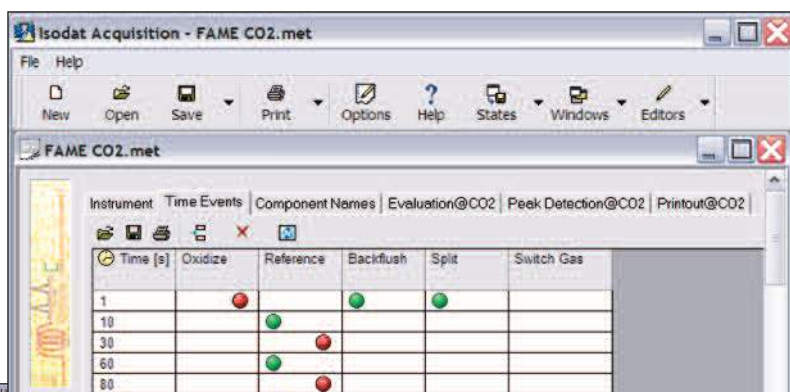 Isodat Acquisition - FAME CO2.met
File Help
New Open Save Print Options Help States Windows Editors
FAME CO2.met
Instrument Time Events Component Names Evaluation@CO2 Peak Detection@CO2 Printout@CO2
Time [s] Oxidize Reference Backflush Split Switch Gas
1
10
30
60
80